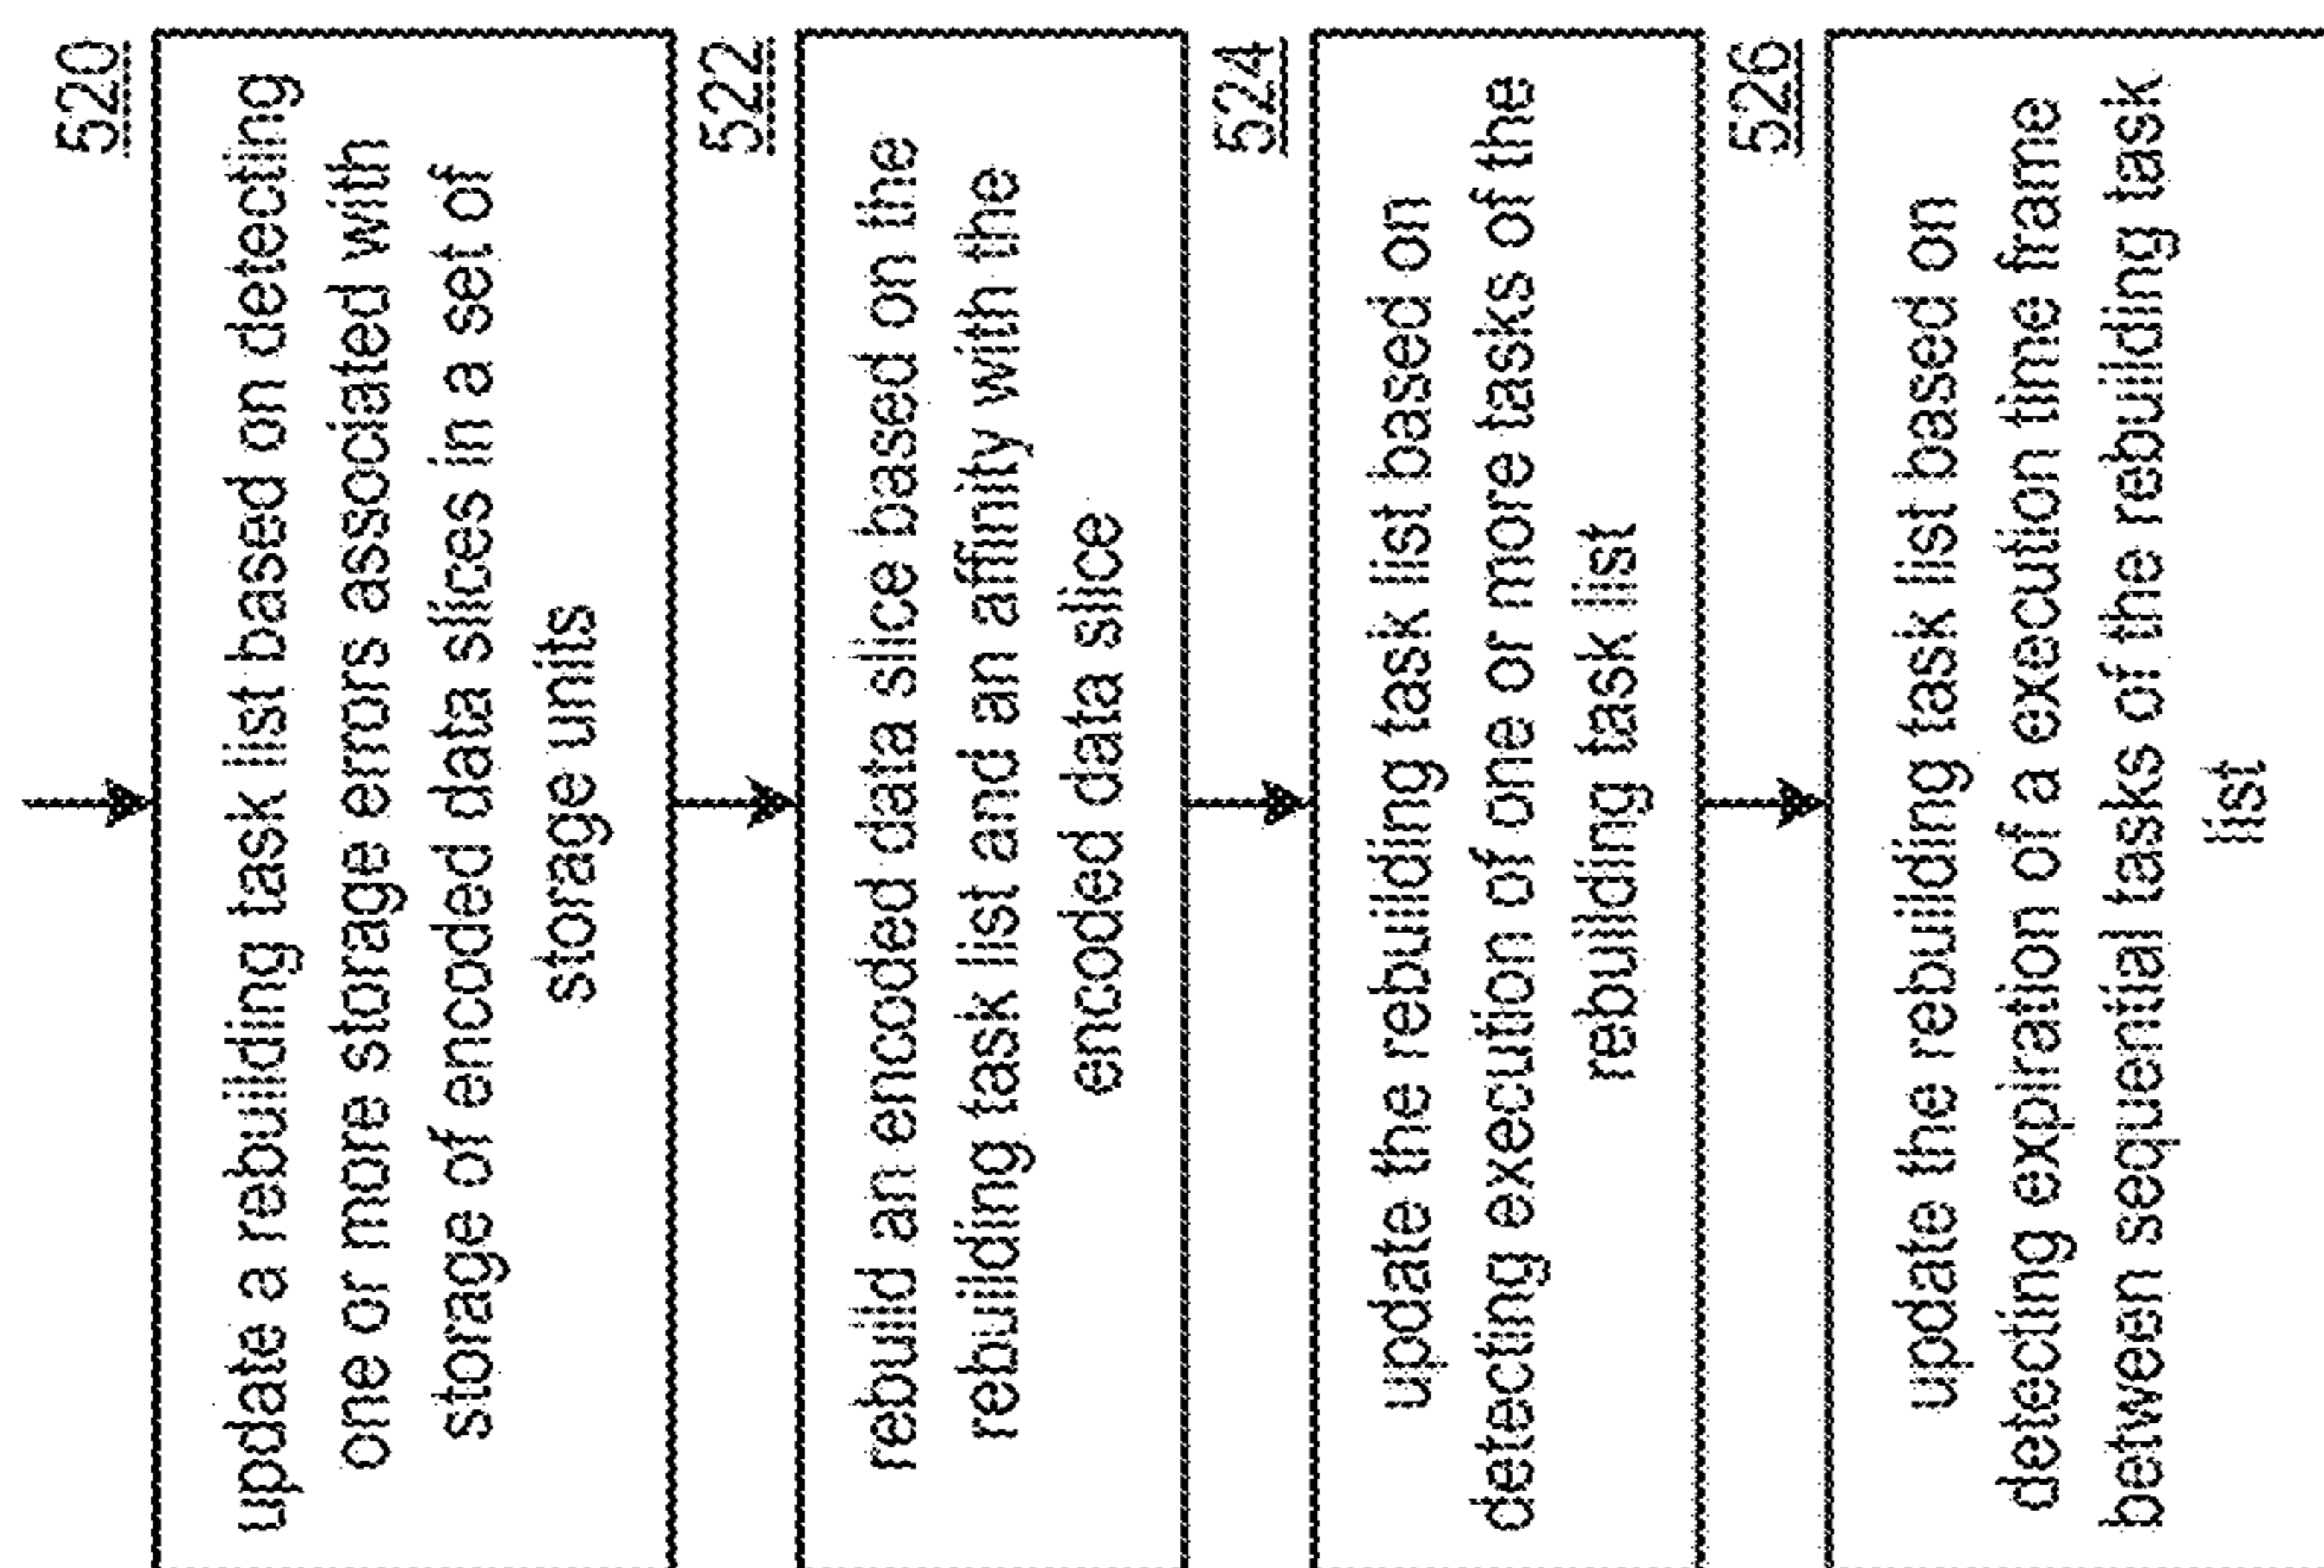 520
update a rebuilding task list based on detecting
one or more storage errors associated with
storage of encoded data slices in a set of
storage units
522
rebuild an encoded data slice based on the
rebuilding task list and an affinity with the
encoded data slice
524
update the rebuilding task list based on
detecting execution of one or more tasks of the
rebuilding task list
526
update the rebuilding task list based on
detecting expiration of a execution time frame
between sequential tasks of the rebuilding task
list